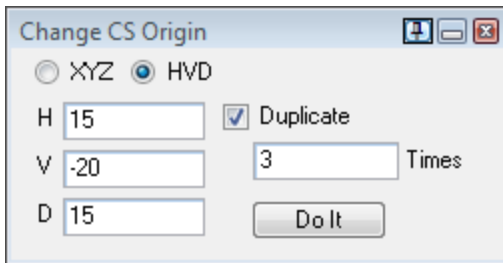 Change CS Origin
XYZ HVD
H 15 Duplicate
V -20 3 Times
D 15 Do It